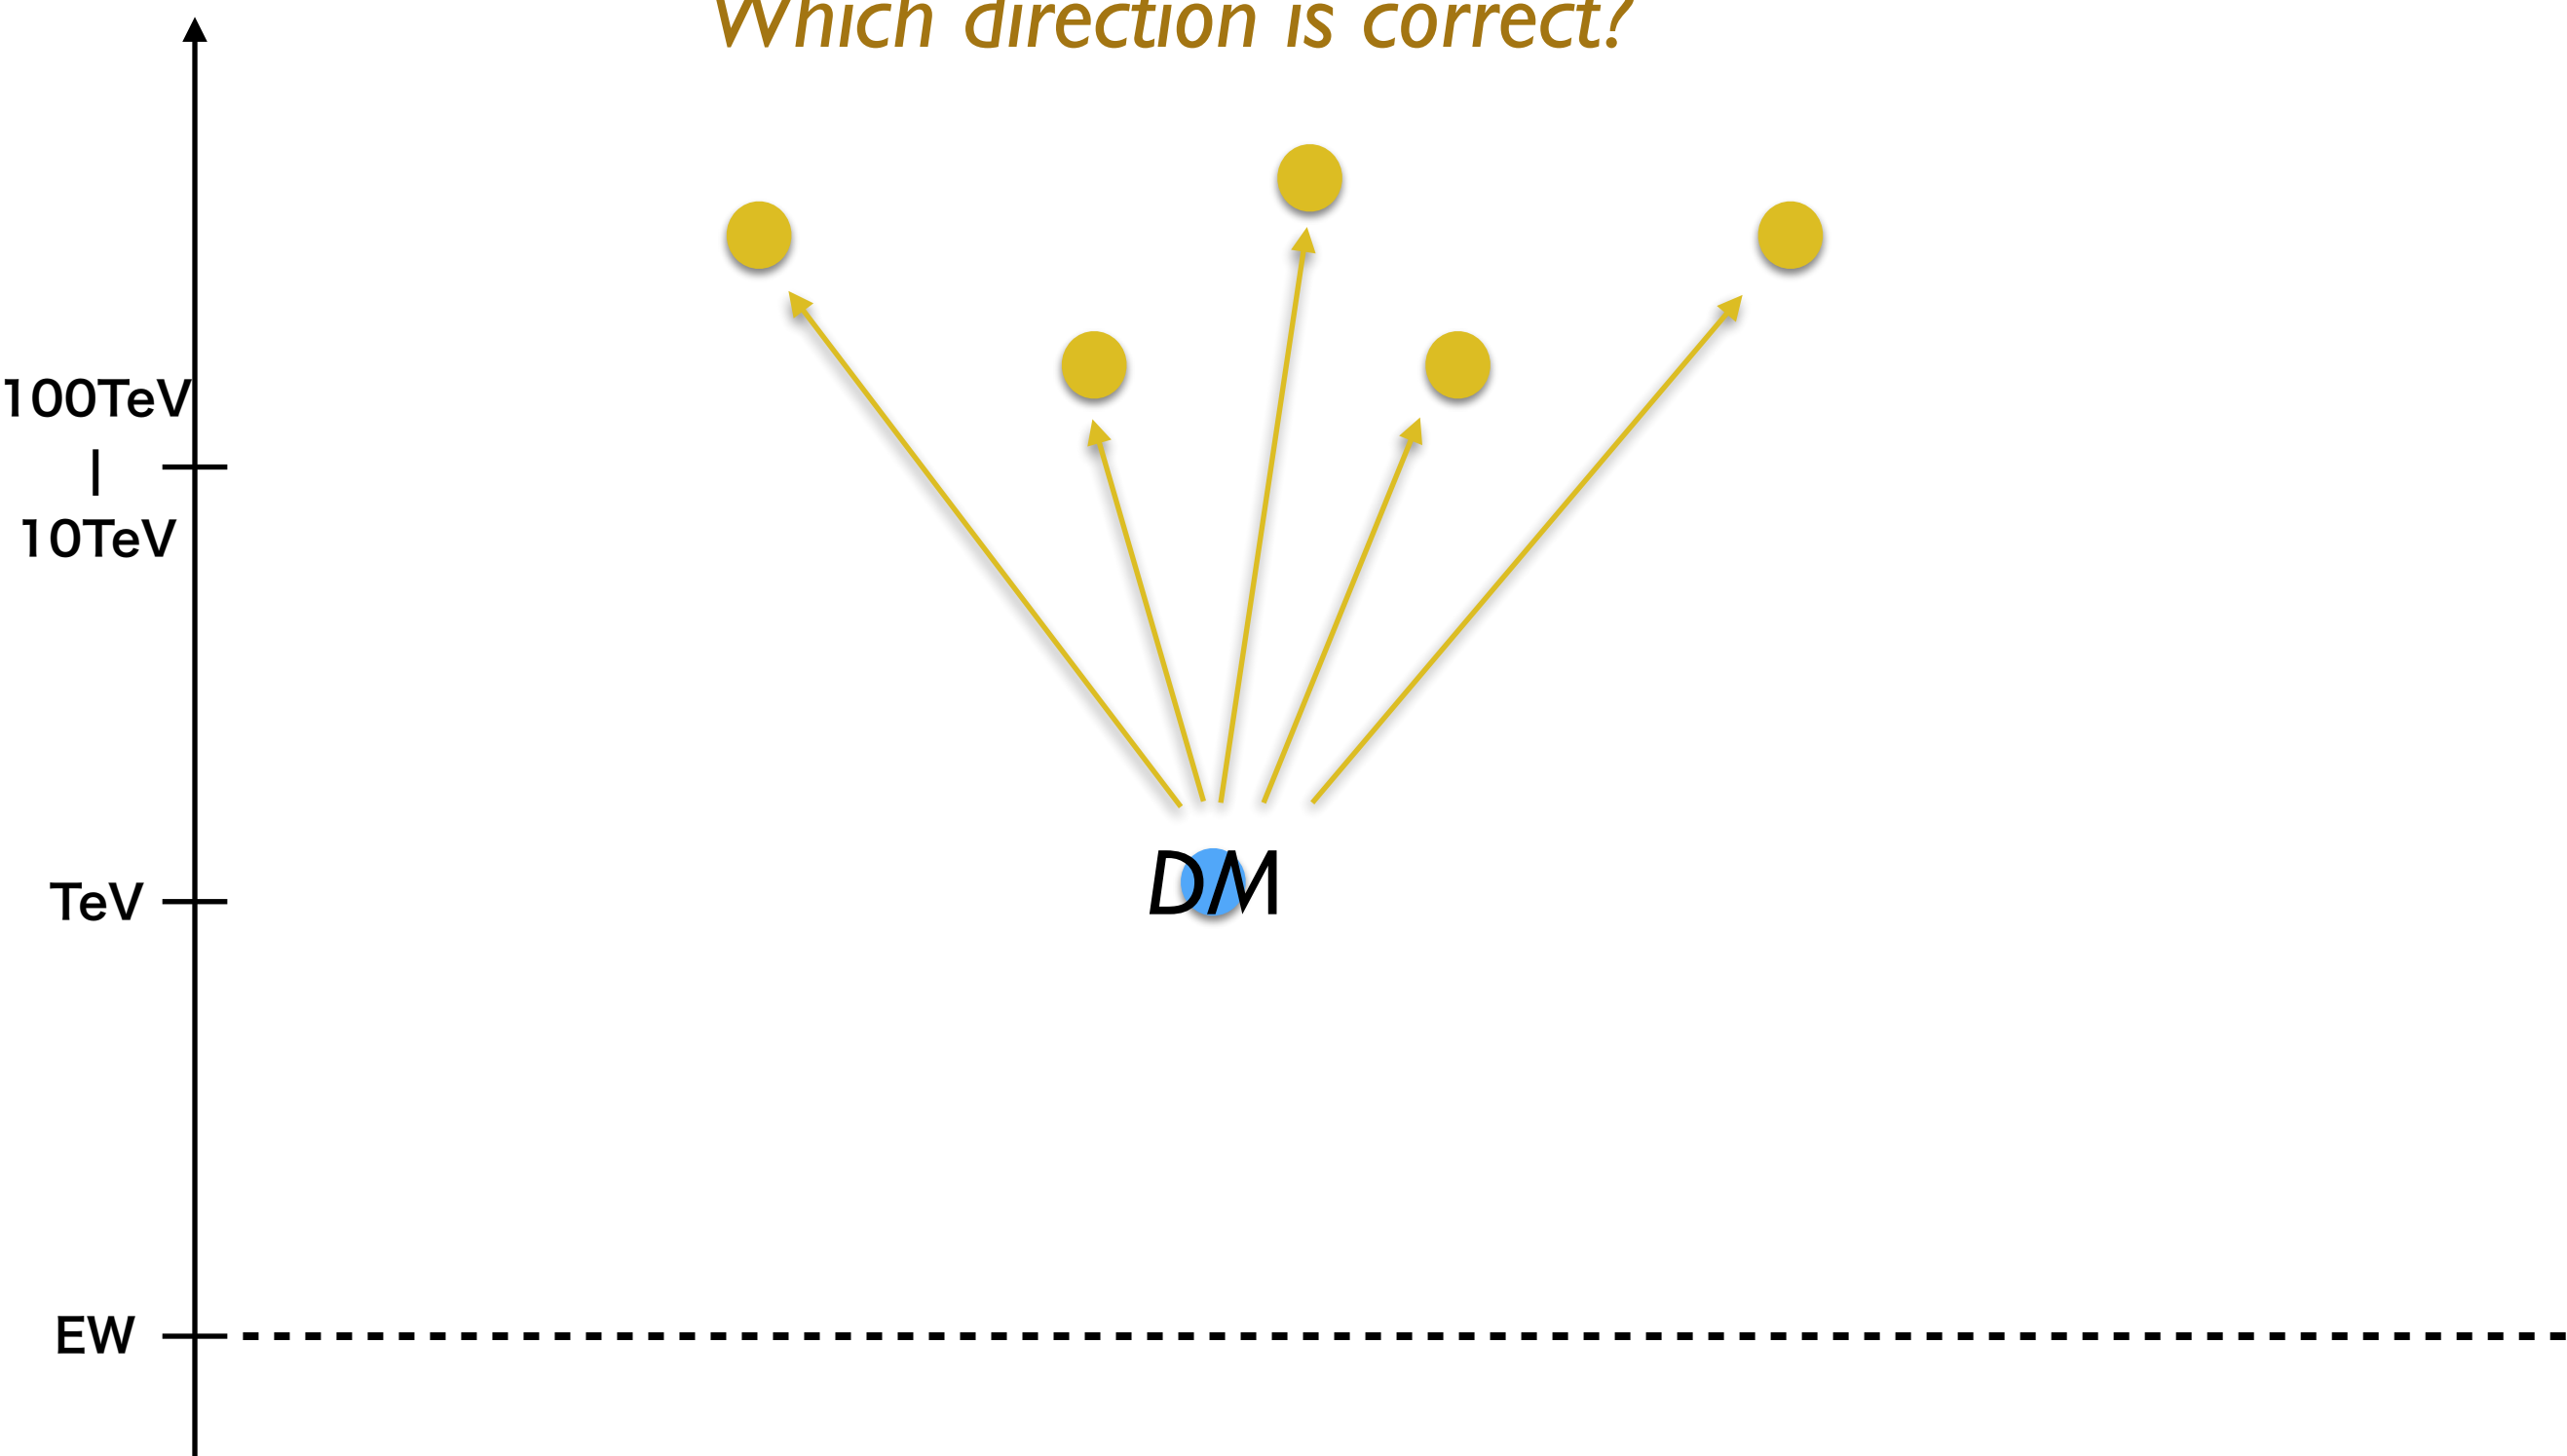 Which direction is correct?
100TeV
|
10TeV
TeV
DM
EW